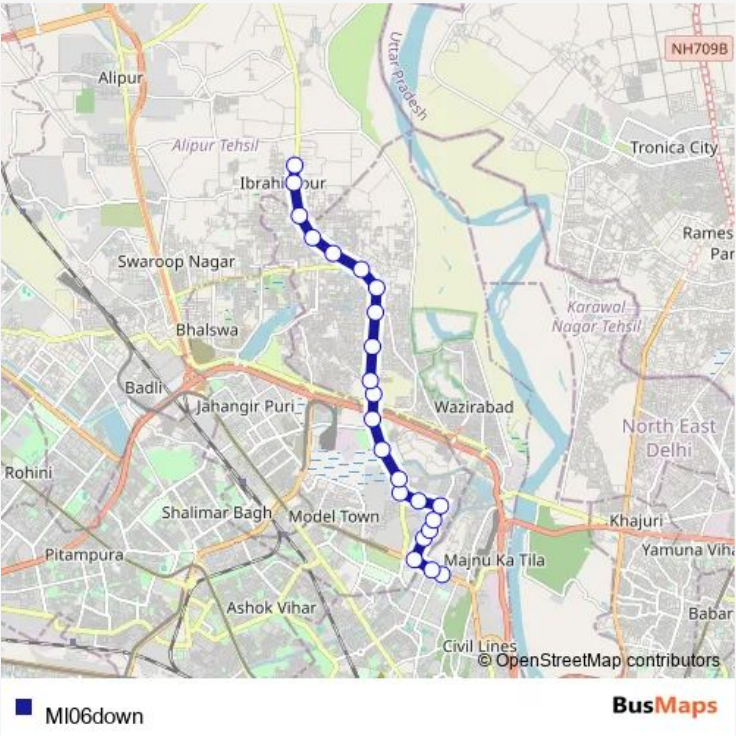 Uttar Pradesh
NH709B
Alipur
Alipur Tehsil
Tronica City
Ibrahi
pur
Rames
Par
Swaroop Nagar
Karawal
Nagar Tehsil
Bhalswa
Badli
Jahangir Puri
Wazirabad
North East
Delhi
Rohini
Shalimar Bagh
Model Town
Khajuri
Pitampura
Majnu Ka Tila
Yamuna Viha
Ashok Vihar
Babar
Civil Lines
© OpenStreetMap contributors
MI06down
BusMaps